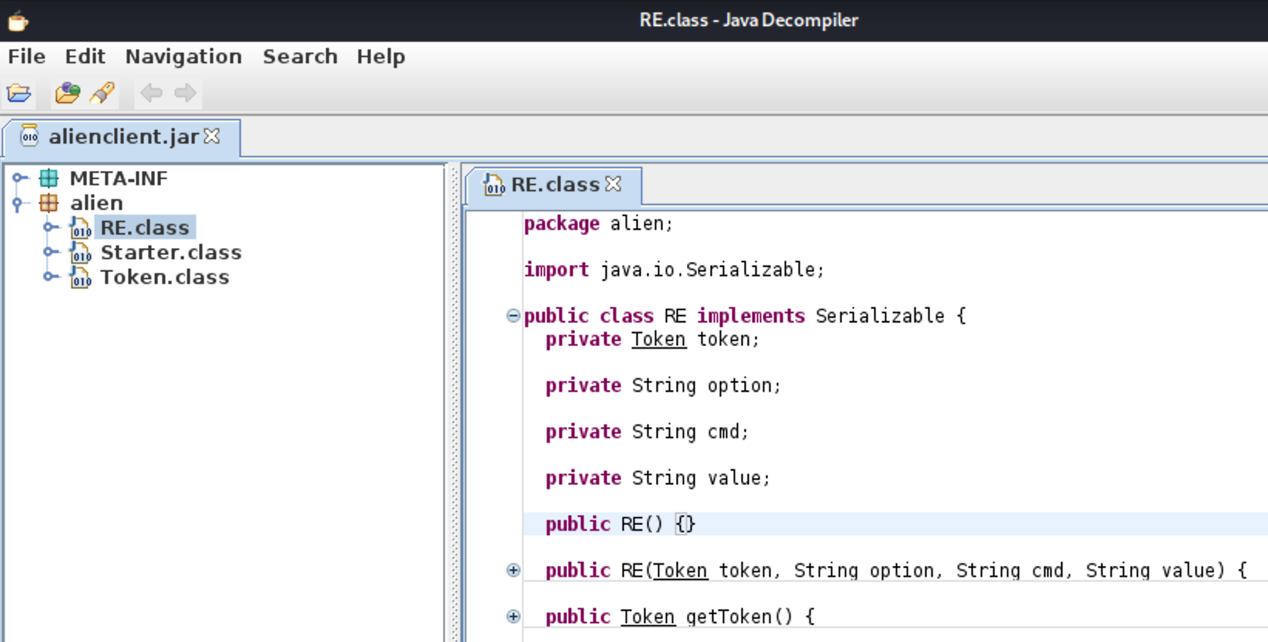 RE.class - Java Decompiler
File Edit Navigation Search Help
alienclient.jar
META-INF
alien
RE.class
Starter.class
Token.class
RE.class
package alien;
import java.io.Serializable;
public class RE implements Serializable {
private Token token;
private String option;
private String cmd;
private String value;
public RE() {}
public RE(Token token, String option, String cmd, String value) {
public Token getToken() {